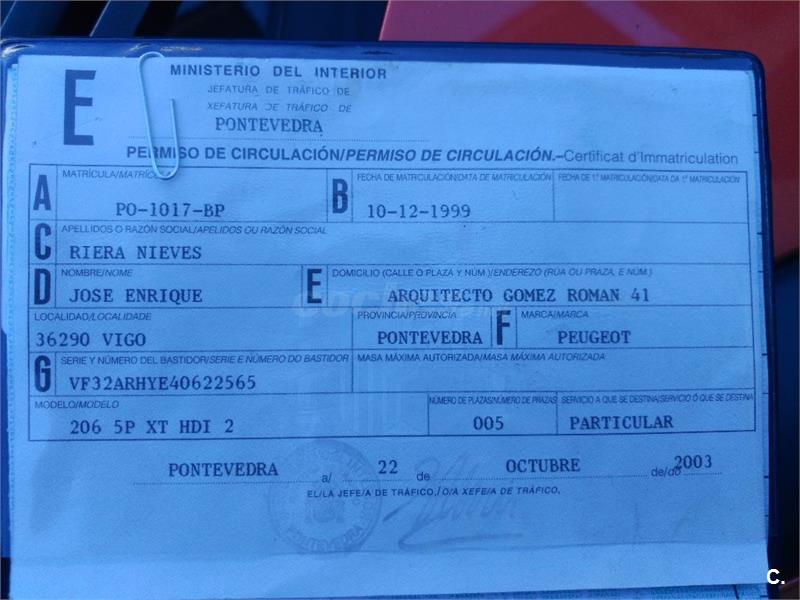 E
MINISTERIO DEL INTERIOR
JEFATURA DE TRÁFICO DE
XEFATURA DE TRÁFICO DE
PONTEVEDRA
PERMISO DE CIRCULACIÓN/PERMISO DE CIRCULACIÓN.–Certificat d'Immatriculation
A MATRÍCULA/MATRÍC B FECHA DE MATRICULACIÓN/DATA DE MATRICULACIÓN FECHA DE 1.ª MATRICULACIÓN/DATA DA 1.ª MATRICULACIÓN
PO-1017-BP 10-12-1999
C APELLIDOS O RAZÓN SOCIAL/APELIDOS OU RAZÓN SOCIAL
RIERA NIEVES
D NOMBRE/NOME E DOMICILIO (CALLE O PLAZA Y NÚM.)/ENDEREZO (RÚA OU PRAZA, E NÚM.)
JOSE ENRIQUE ARQUITECTO GOMEZ ROMAN 41
LOCALIDAD/LOCALIDADE PROVINCIA/PROVINCIA F MARCA/MARCA
36290 VIGO PONTEVEDRA PEUGEOT
G SERIE Y NÚMERO DEL BASTIDOR/SERIE E NÚMERO DO BASTIDOR MASA MÁXIMA AUTORIZADA/MASA MÁXIMA AUTORIZADA
VF32ARHYE40622565
MODELO/MODELO NÚMERO DE PLAZAS/NÚMERO DE PRAZAS SERVICIO A QUE SE DESTINA/SERVICIO Ó QUE SE DESTINA
206 5P XT HDI 2 005 PARTICULAR
PONTEVEDRA a/ 22 de OCTUBRE de/do 2003
EL/LA JEFE/A DE TRÁFICO,/O/A XEFE/A DE TRÁFICO,
PONTEVEDRA
C.